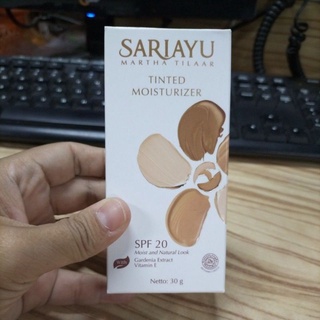 SARIAYU
MARTHA TILAAR
TINTED
MOISTURIZER
SPF 20
Moist and Natural Look
Gardenia Extract
Vitamin E
Netto: 30 g